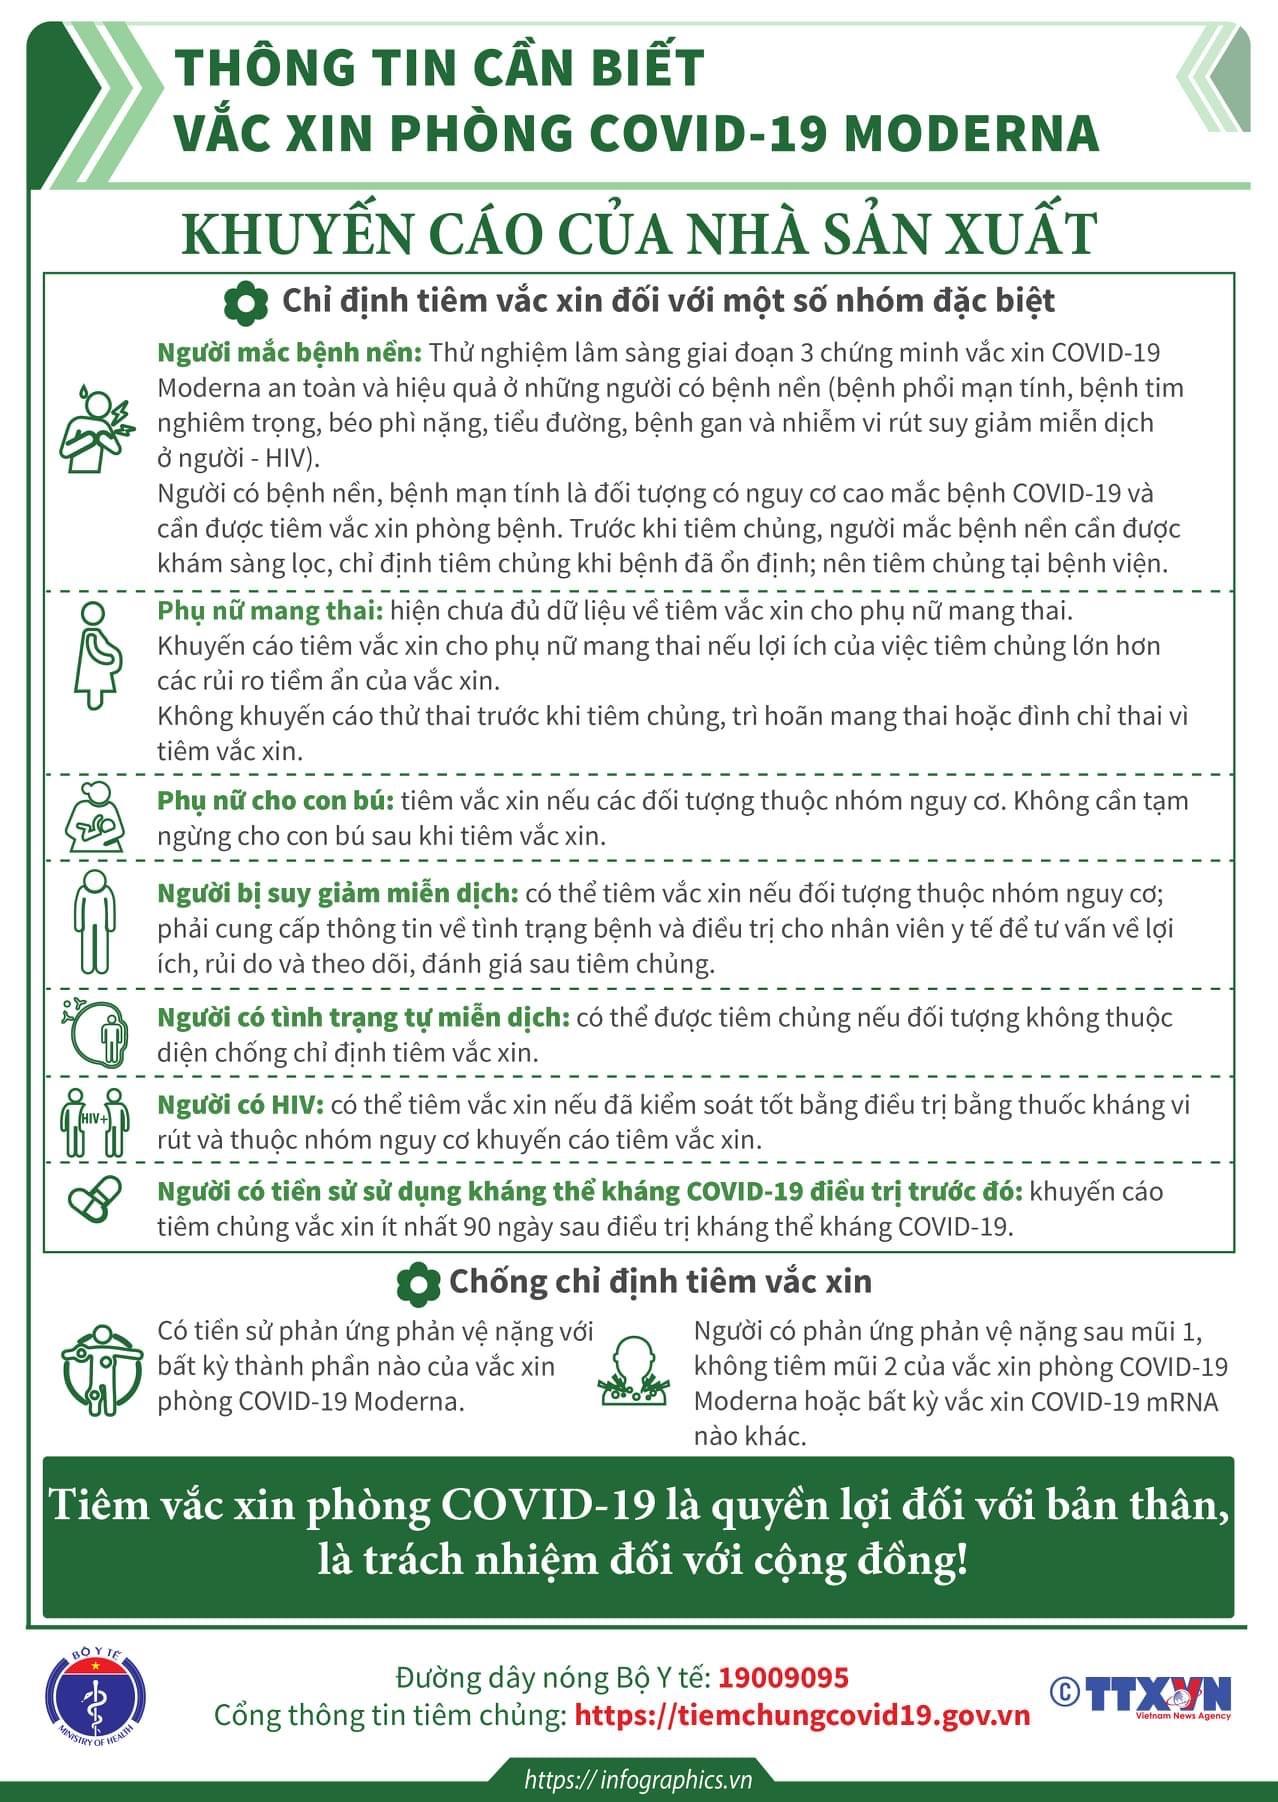 THÔNG TIN CẦN BIẾT
VẮC XIN PHÒNG COVID-19 MODERNA
KHUYẾN CÁO CỦA NHÀ SẢN XUẤT
Chỉ định tiêm vắc xin đối với một số nhóm đặc biệt
Người mắc bệnh nền: Thử nghiệm lâm sàng giai đoạn 3 chứng minh vắc xin COVID-19
Moderna an toàn và hiệu quả ở những người có bệnh nền (bệnh phổi mạn tính, bệnh tim
nghiêm trọng, béo phì nặng, tiểu đường, bệnh gan và nhiễm vi rút suy giảm miễn dịch
ở người - HIV).
Người có bệnh nền, bệnh mạn tính là đối tượng có nguy cơ cao mắc bệnh COVID-19 và
cần được tiêm vắc xin phòng bệnh. Trước khi tiêm chủng, người mắc bệnh nền cần được
khám sàng lọc, chỉ định tiêm chủng khi bệnh đã ổn định; nên tiêm chủng tại bệnh viện.
Phụ nữ mang thai: hiện chưa đủ dữ liệu về tiêm vắc xin cho phụ nữ mang thai.
Khuyến cáo tiêm vắc xin cho phụ nữ mang thai nếu lợi ích của việc tiêm chủng lớn hơn
các rủi ro tiềm ẩn của vắc xin.
Không khuyến cáo thử thai trước khi tiêm chủng, trì hoãn mang thai hoặc đình chỉ thai vì
tiêm vắc xin.
Phụ nữ cho con bú: tiêm vắc xin nếu các đối tượng thuộc nhóm nguy cơ. Không cần tạm
ngừng cho con bú sau khi tiêm vắc xin.
Người bị suy giảm miễn dịch: có thể tiêm vắc xin nếu đối tượng thuộc nhóm nguy cơ;
phải cung cấp thông tin về tình trạng bệnh và điều trị cho nhân viên y tế để tư vấn về lợi
ích, rủi do và theo dõi, đánh giá sau tiêm chủng.
Người có tình trạng tự miễn dịch: có thể được tiêm chủng nếu đối tượng không thuộc
diện chống chỉ định tiêm vắc xin.
HIV+
Người có HIV: có thể tiêm vắc xin nếu đã kiểm soát tốt bằng điều trị bằng thuốc kháng vi
rút và thuộc nhóm nguy cơ khuyến cáo tiêm vắc xin.
Người có tiền sử sử dụng kháng thể kháng COVID-19 điều trị trước đó: khuyến cáo
tiêm chủng vắc xin ít nhất 90 ngày sau điều trị kháng thể kháng COVID-19.
Chống chỉ định tiêm vắc xin
Có tiền sử phản ứng phản vệ nặng với
bất kỳ thành phần nào của vắc xin
phòng COVID-19 Moderna.
Người có phản ứng phản vệ nặng sau mũi 1,
không tiêm mũi 2 của vắc xin phòng COVID-19
Moderna hoặc bất kỳ vắc xin COVID-19 mRNA
nào khác.
Tiêm vắc xin phòng COVID-19 là quyền lợi đối với bản thân,
là trách nhiệm đối với cộng đồng!
BỘ Y TẾ
MINISTRY OF HEALTH
Đường dây nóng Bộ Y tế: 19009095
Cổng thông tin tiêm chủng: https://tiemchungcovid19.gov.vn
© TTXVN
Vietnam News Agency
https:// infographics.vn